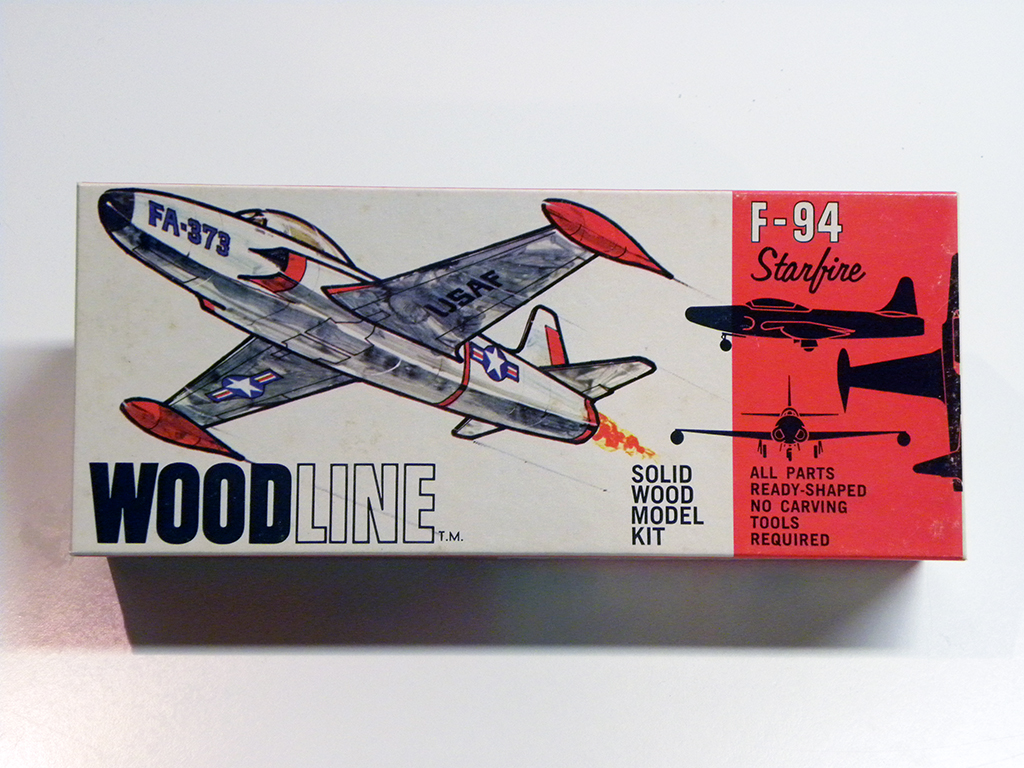 FA-373
USAF
WOODLINE T.M.
SOLID
WOOD
MODEL
KIT
F-94
Starfire
ALL PARTS
READY-SHAPED
NO CARVING
TOOLS
REQUIRED